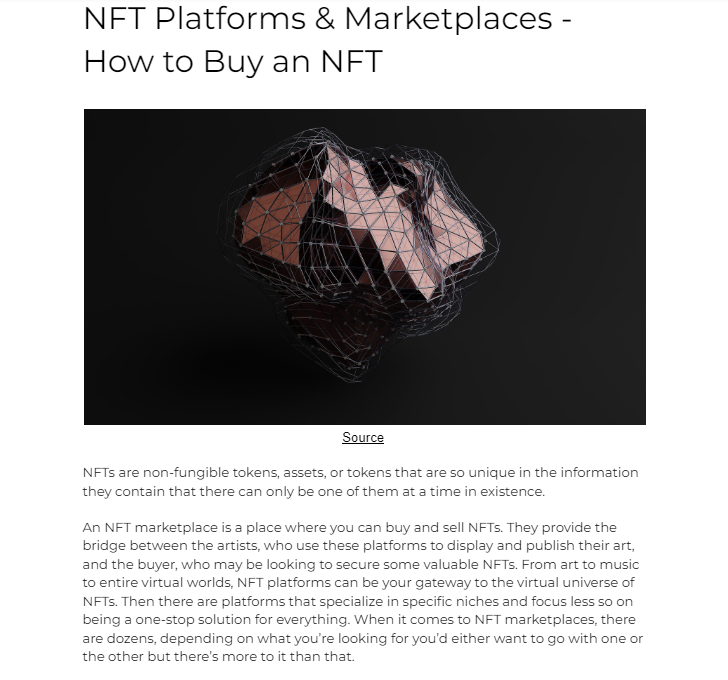 NFT Platforms & Marketplaces -
How to Buy an NFT
Source
NFTs are non-fungible tokens, assets, or tokens that are so unique in the information
they contain that there can only be one of them at a time in existence.
An NFT marketplace is a place where you can buy and sell NFTs. They provide the
bridge between the artists, who use these platforms to display and publish their art,
and the buyer, who may be looking to secure some valuable NFTs. From art to music
to entire virtual worlds, NFT platforms can be your gateway to the virtual universe of
NFTs. Then there are platforms that specialize in specific niches and focus less so on
being a one-stop solution for everything. When it comes to NFT marketplaces, there
are dozens, depending on what you’re looking for you’d either want to go with one or
the other but there’s more to it than that.